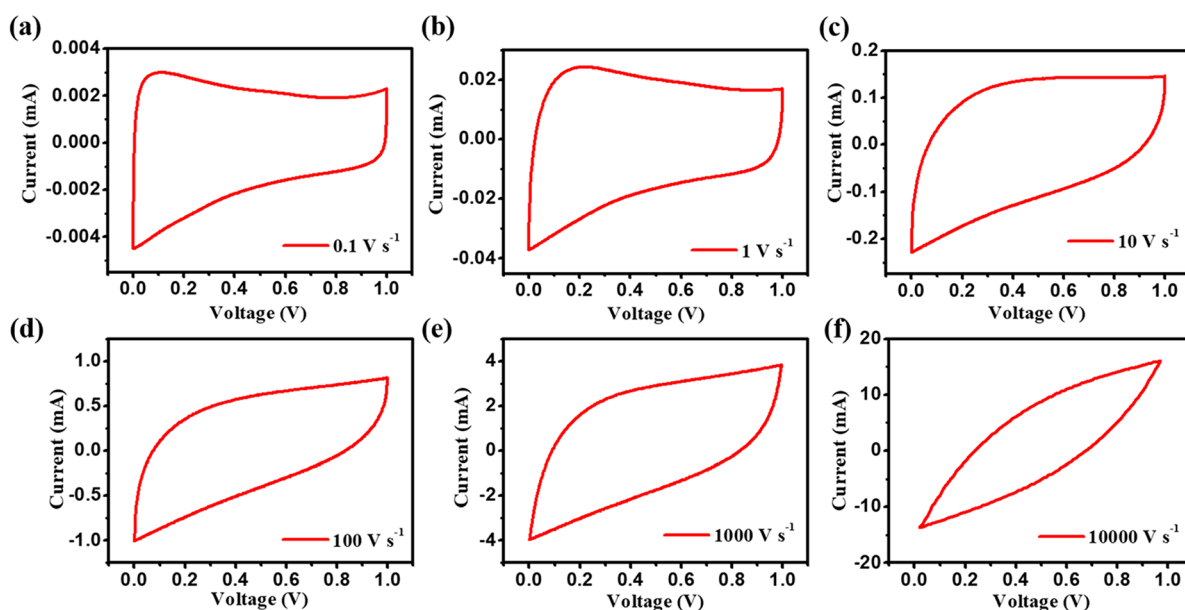 (a)
Current (mA)
0.004
0.002
0.000
-0.002
-0.004
0.1 V s⁻¹
0.0 0.2 0.4 0.6 0.8 1.0
Voltage (V)
(b)
Current (mA)
0.02
0.00
-0.02
-0.04
1 V s⁻¹
0.0 0.2 0.4 0.6 0.8 1.0
Voltage (V)
(c)
Current (mA)
0.2
0.1
0.0
-0.1
-0.2
10 V s⁻¹
0.0 0.2 0.4 0.6 0.8 1.0
Voltage (V)
(d)
Current (mA)
1.0
0.5
0.0
-0.5
-1.0
100 V s⁻¹
0.0 0.2 0.4 0.6 0.8 1.0
Voltage (V)
(e)
Current (mA)
4
2
0
-2
-4
1000 V s⁻¹
0.0 0.2 0.4 0.6 0.8 1.0
Voltage (V)
(f)
Current (mA)
20
10
0
-10
-20
10000 V s⁻¹
0.0 0.2 0.4 0.6 0.8 1.0
Voltage (V)